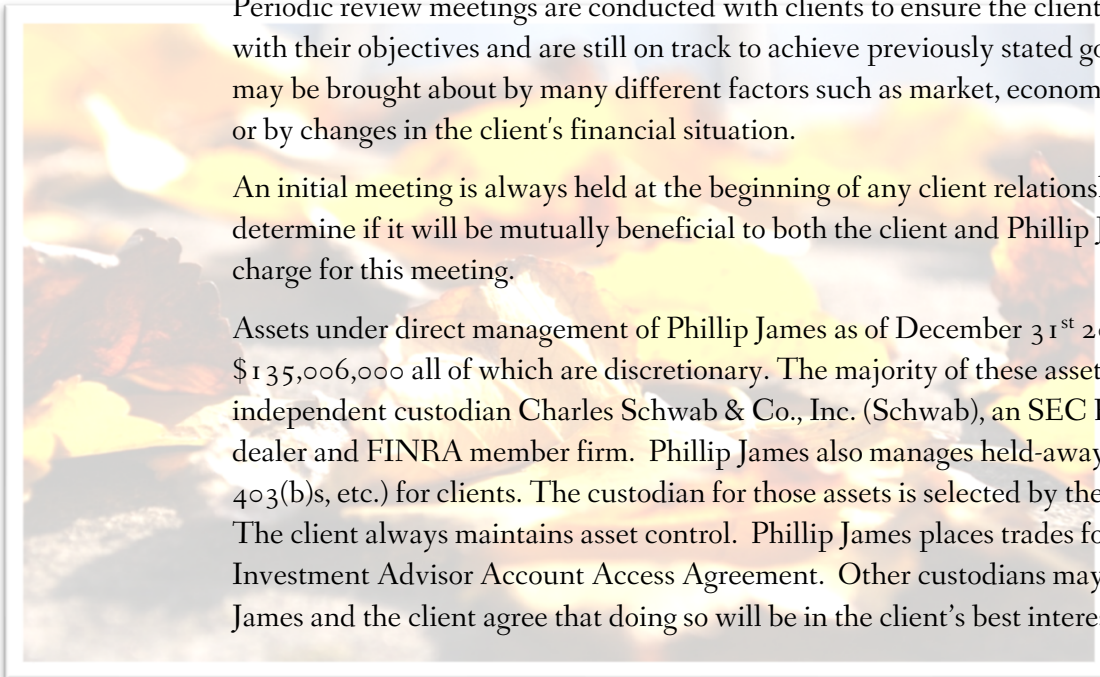 Periodic review meetings are conducted with clients to ensure the client
with their objectives and are still on track to achieve previously stated
may be brought about by many different factors such as market,
or by changes in the client's financial situation.
An initial meeting is always held at the beginning of any client
determine if it will be mutually beneficial to both the client and Phillip
charge for this meeting.
Assets under direct management of Phillip James as of December 31st
$135,006,000 all of which are discretionary. The majority of these
independent custodian Charles Schwab & Co., Inc. (Schwab), an SEC
dealer and FINRA member firm.  Phillip James also manages held-away
403(b)s, etc.) for clients. The custodian for those assets is selected by the
The client always maintains asset control.  Phillip James places trades
Investment Advisor Account Access Agreement.  Other custodians may
James and the client agree that doing so will be in the client’s best